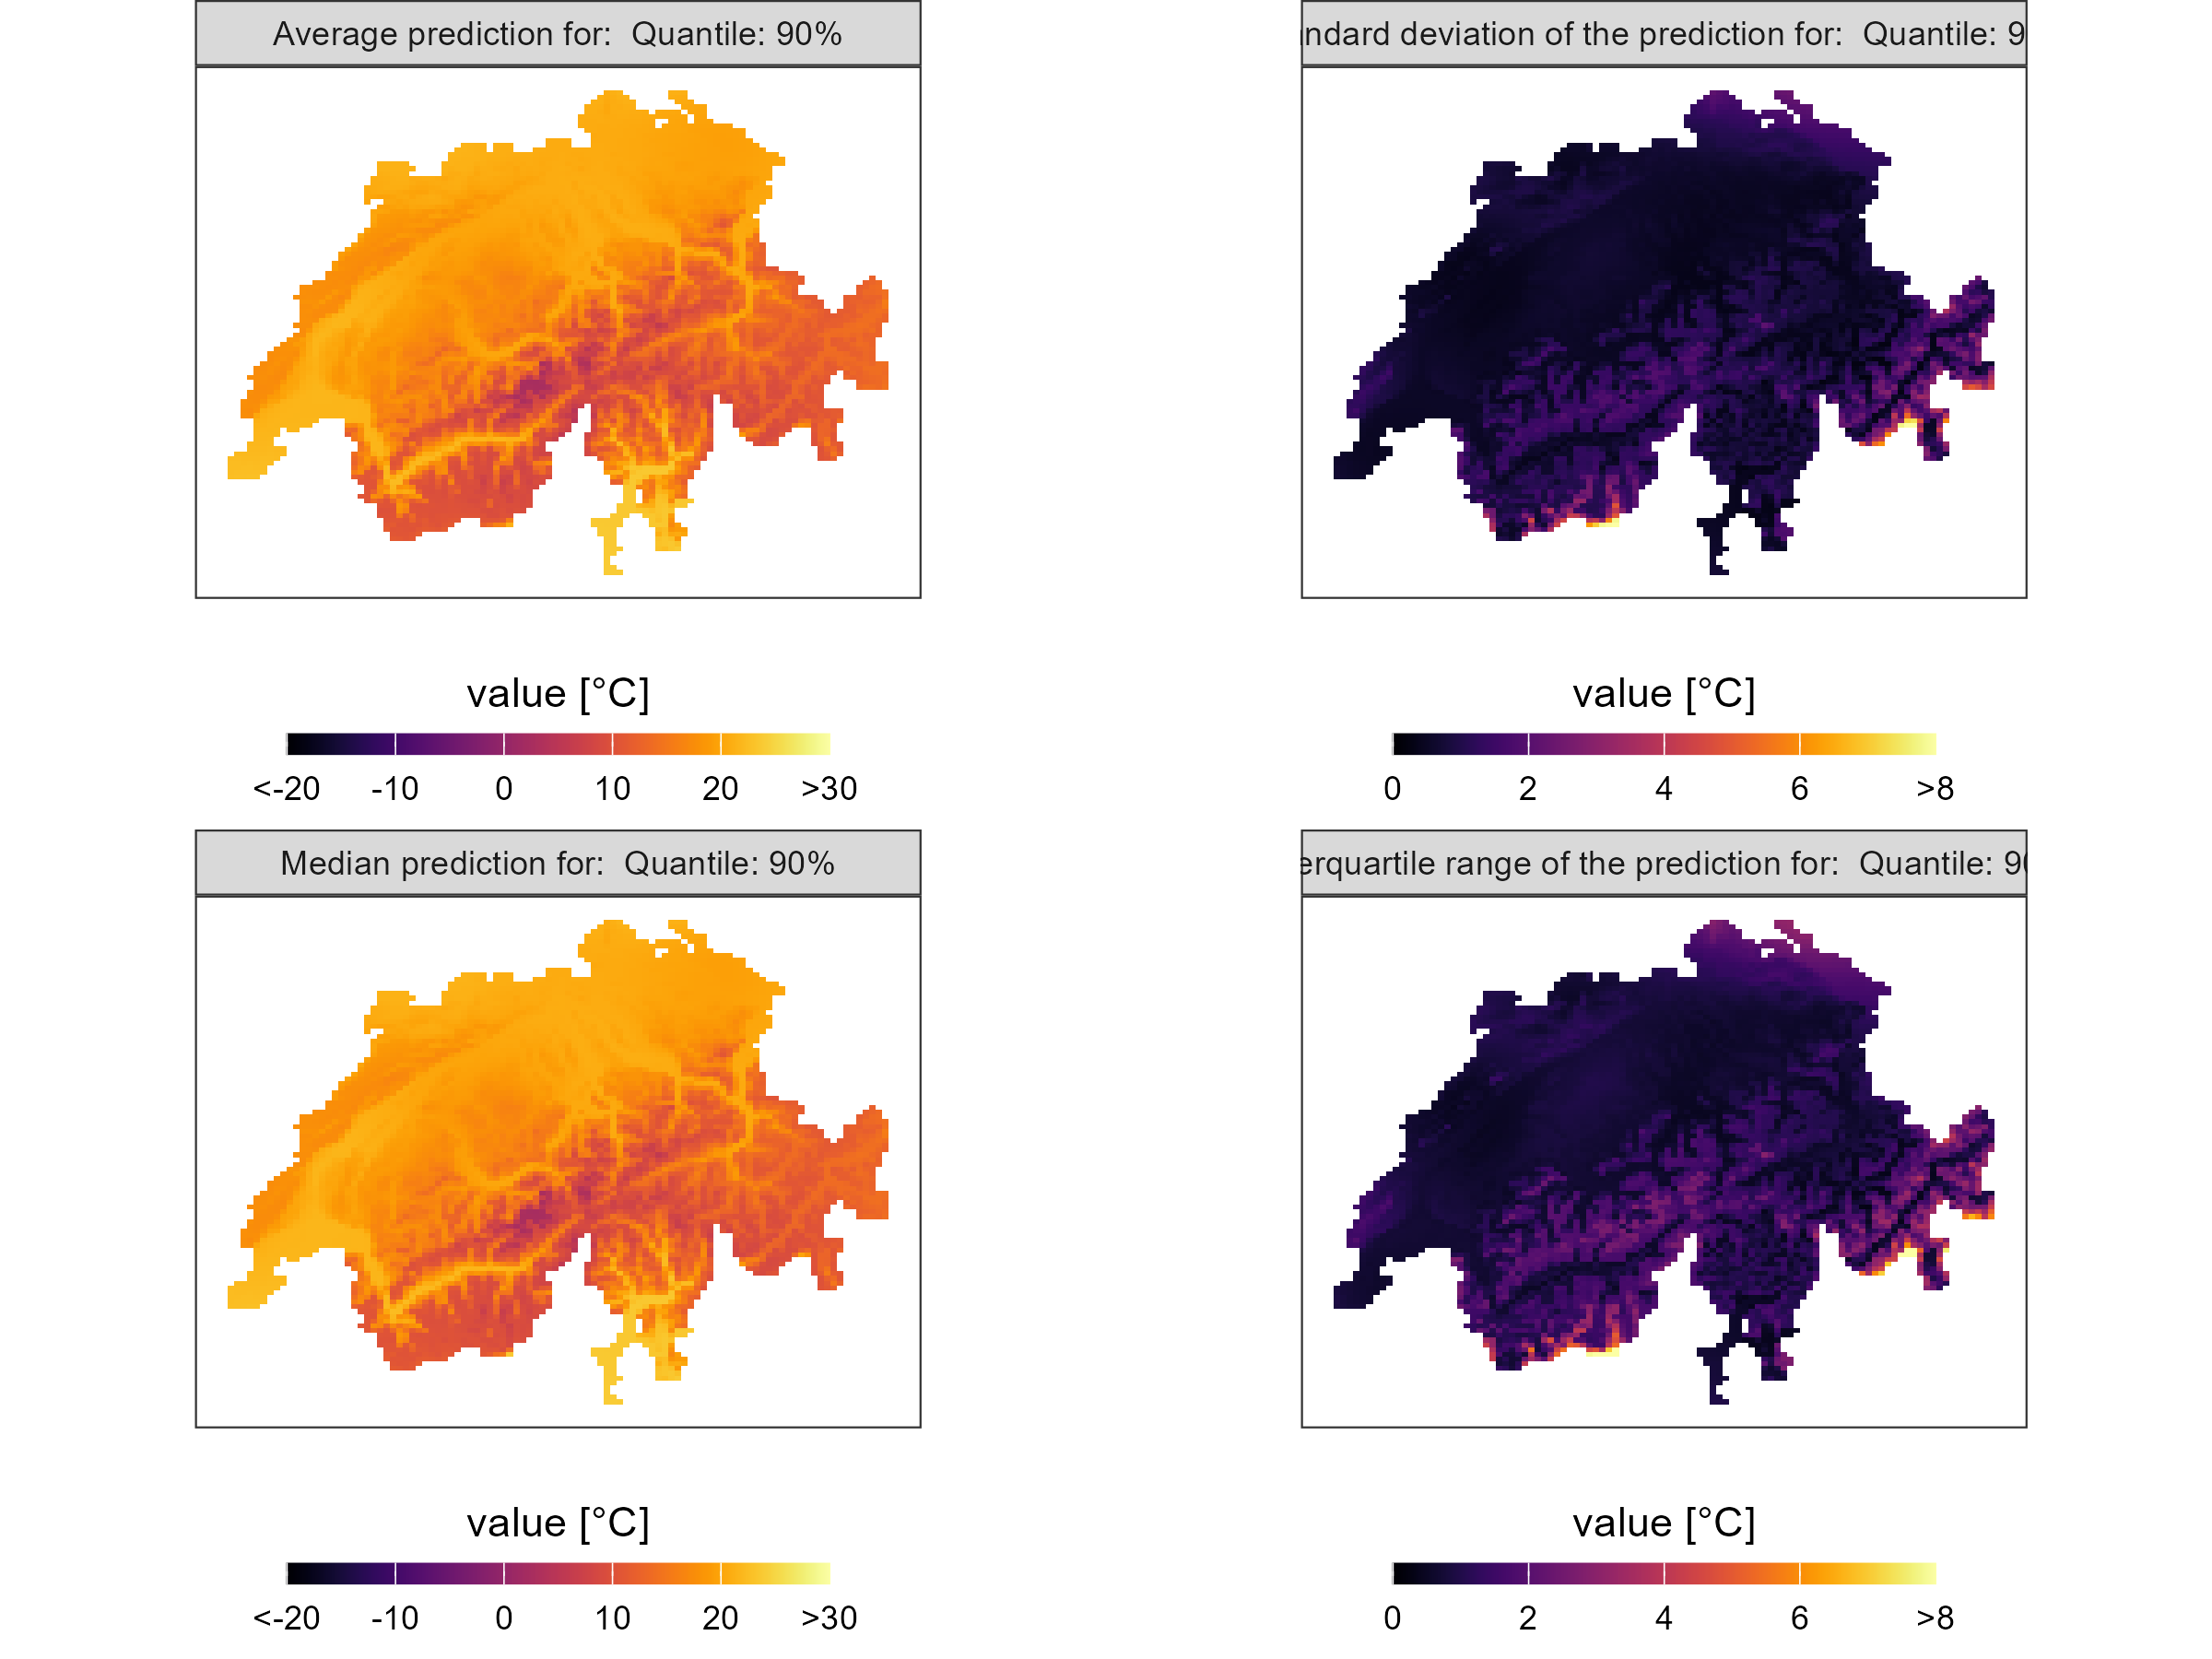 Average prediction for:  Quantile: 90%
ndard deviation of the prediction for:  Quantile: 9
value [°C]
<-20 -10 0 10 20 >30
value [°C]
0 2 4 6 >8
Median prediction for:  Quantile: 90%
erquartile range of the prediction for:  Quantile: 90
value [°C]
<-20 -10 0 10 20 >30
value [°C]
0 2 4 6 >8